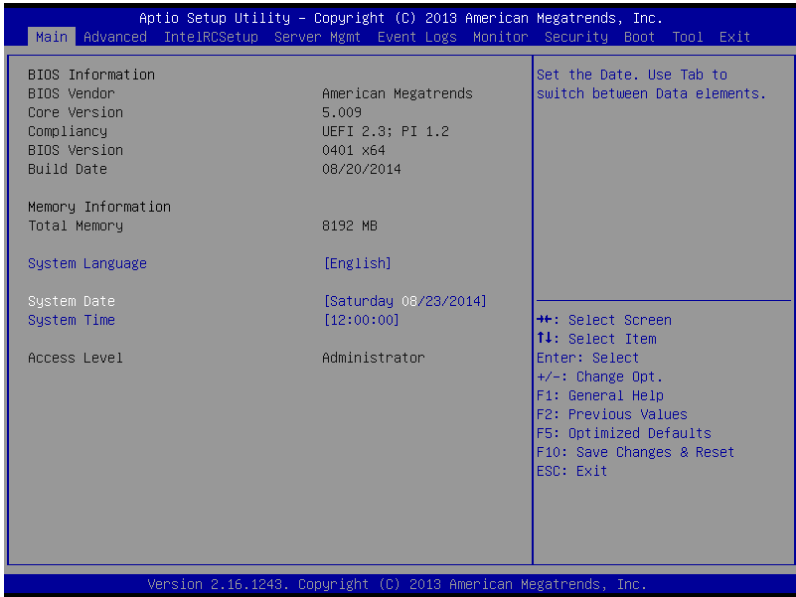 Aptio Setup Utility – Copyright (C) 2013 American Megatrends, Inc.
Main Advanced IntelRCSetup Server Mgmt Event Logs Monitor Security Boot Tool Exit
BIOS Information
BIOS Vendor American Megatrends
Core Version 5.009
Compliancy UEFI 2.3; PI 1.2
BIOS Version 0401 x64
Build Date 08/20/2014
Memory Information
Total Memory 8192 MB
System Language [English]
System Date [Saturday 08/23/2014]
System Time [12:00:00]
Access Level Administrator
Set the Date. Use Tab to
switch between Data elements.
→←: Select Screen
↑↓: Select Item
Enter: Select
+/-: Change Opt.
F1: General Help
F2: Previous Values
F5: Optimized Defaults
F10: Save Changes & Reset
ESC: Exit
Version 2.16.1243. Copyright (C) 2013 American Megatrends, Inc.